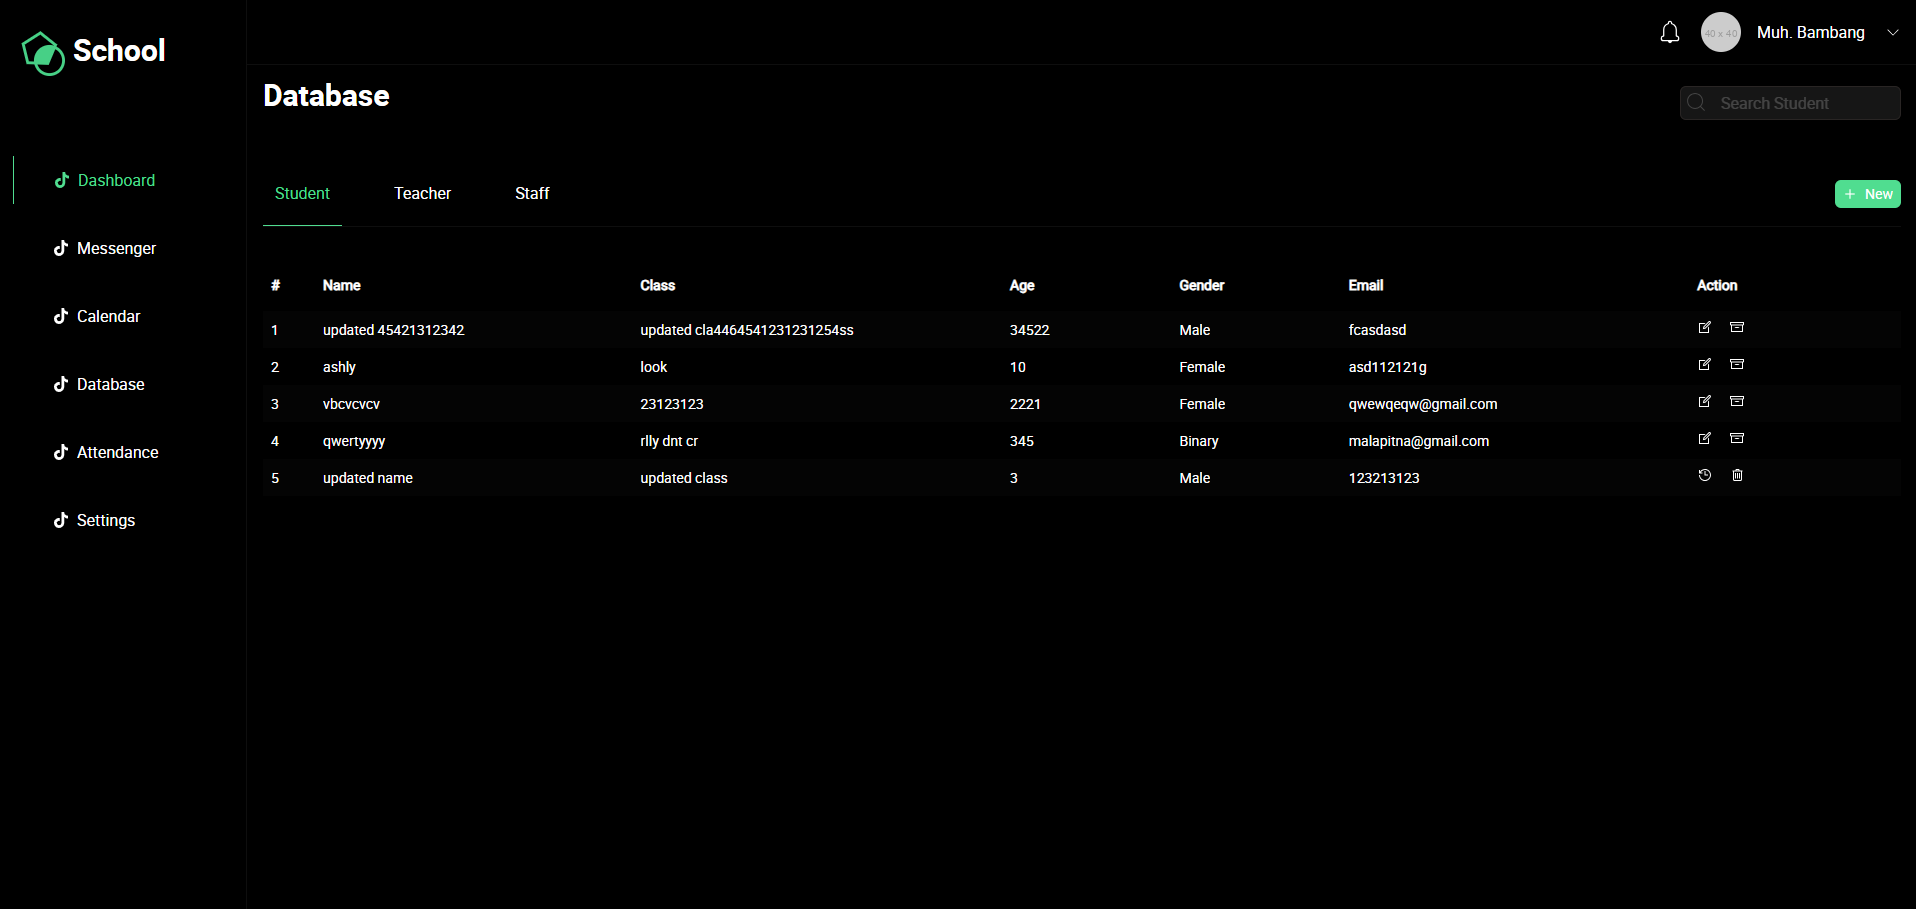 School
40 x 40
Muh. Bambang
Database
Search Student
Dashboard
Messenger
Calendar
Database
Attendance
Settings
Student Teacher Staff
+ New
# Name Class Age Gender Email Action
1 updated 45421312342 updated cla4464541231231254ss 34522 Male fcasdasd
2 ashly look 10 Female asd112121g
3 vbcvcvcv 23123123 2221 Female qwewqeqw@gmail.com
4 qwertyyyy rlly dnt cr 345 Binary malapitna@gmail.com
5 updated name updated class 3 Male 123213123